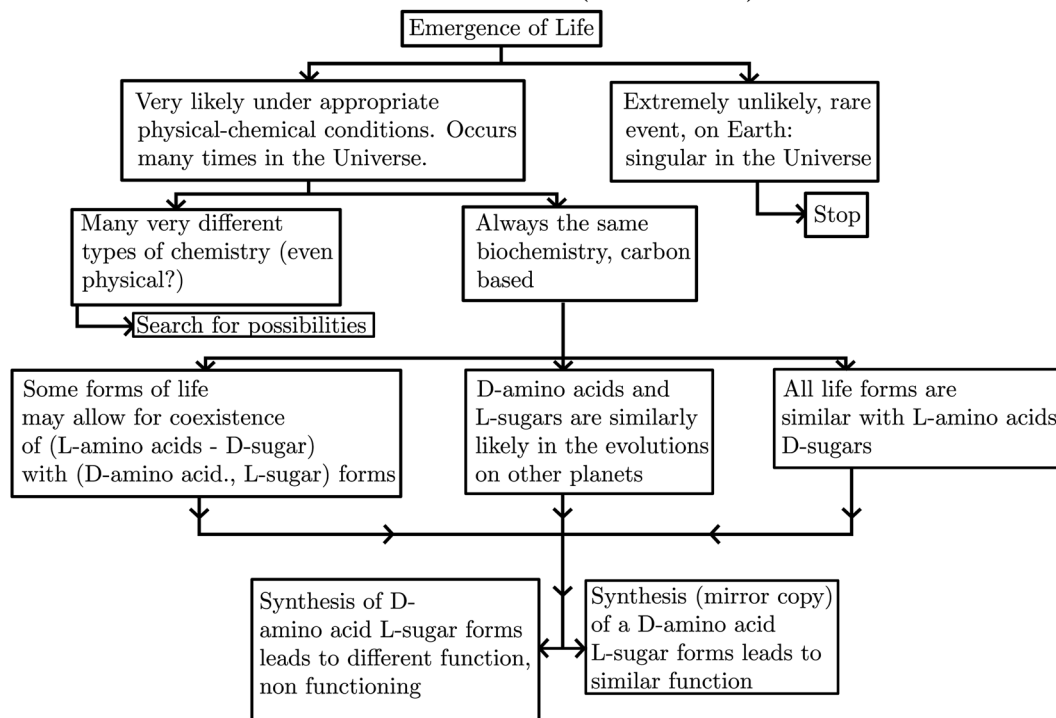 Emergence of Life
Very likely under appropriate
physical-chemical conditions. Occurs
many times in the Universe.
Extremely unlikely, rare
event, on Earth:
singular in the Universe
Stop
Many very different
types of chemistry (even
physical?)
Always the same
biochemistry, carbon
based
Search for possibilities
Some forms of life
may allow for coexistence
of (L-amino acids - D-sugar)
with (D-amino acid., L-sugar) forms
D-amino acids and
L-sugars are similarly
likely in the evolutions
on other planets
All life forms are
similar with L-amino acids
D-sugars
Synthesis of D-
amino acid L-sugar forms
leads to different function,
non functioning
Synthesis (mirror copy)
of a D-amino acid
L-sugar forms leads to
similar function